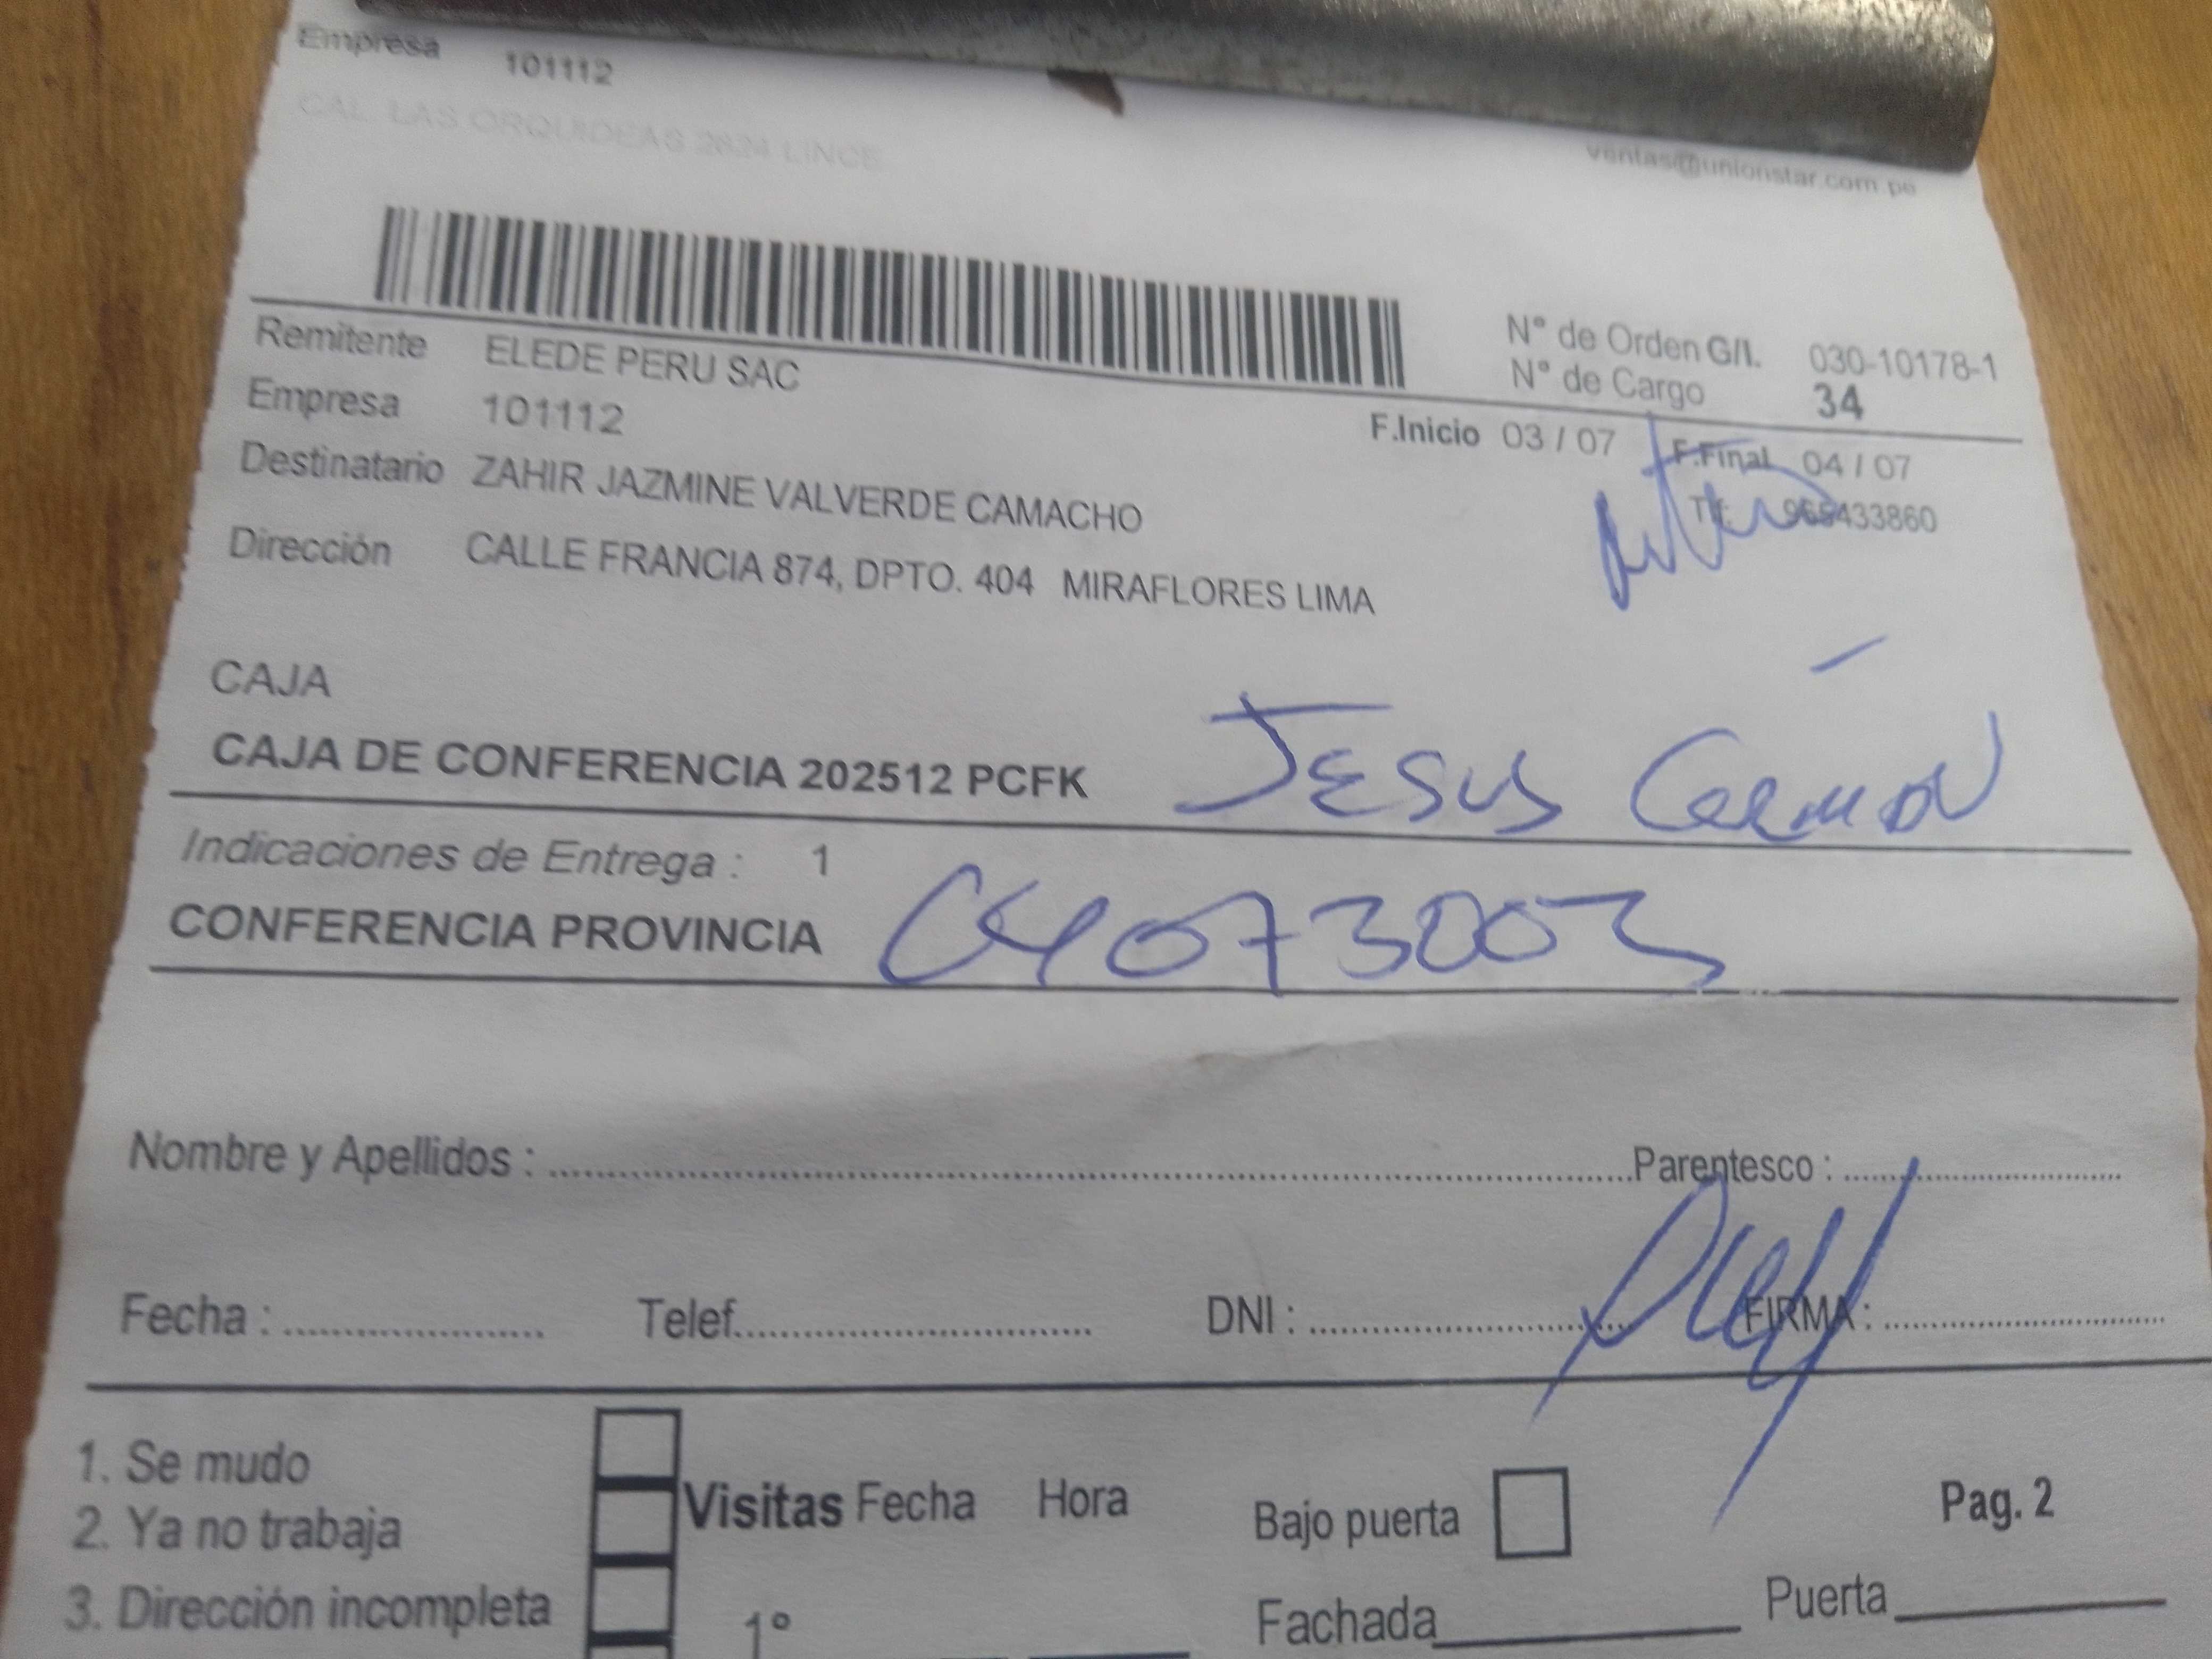 Empresa 101112
CAL. LAS ORQUIDEAS 2624 LINCE
ventas@unionstar.com.pe
N° de Orden G/I. 030-10178-1
N° de Cargo 34
Remitente ELEDE PERU SAC
Empresa 101112
F.Inicio 03 / 07 F.Final 04 / 07
Destinatario ZAHIR JAZMINE VALVERDE CAMACHO
Tlf: 965433860
Dirección CALLE FRANCIA 874, DPTO. 404 MIRAFLORES LIMA
CAJA
CAJA DE CONFERENCIA 202512 PCFK
JESUS
Indicaciones de Entrega : 1
CONFERENCIA PROVINCIA
Nombre y Apellidos : Parentesco :
Fecha : Telef. DNI : FIRMA :
1. Se mudo
2. Ya no trabaja
3. Dirección incompleta
Visitas Fecha Hora
1°
Bajo puerta
Pag. 2
Fachada Puerta